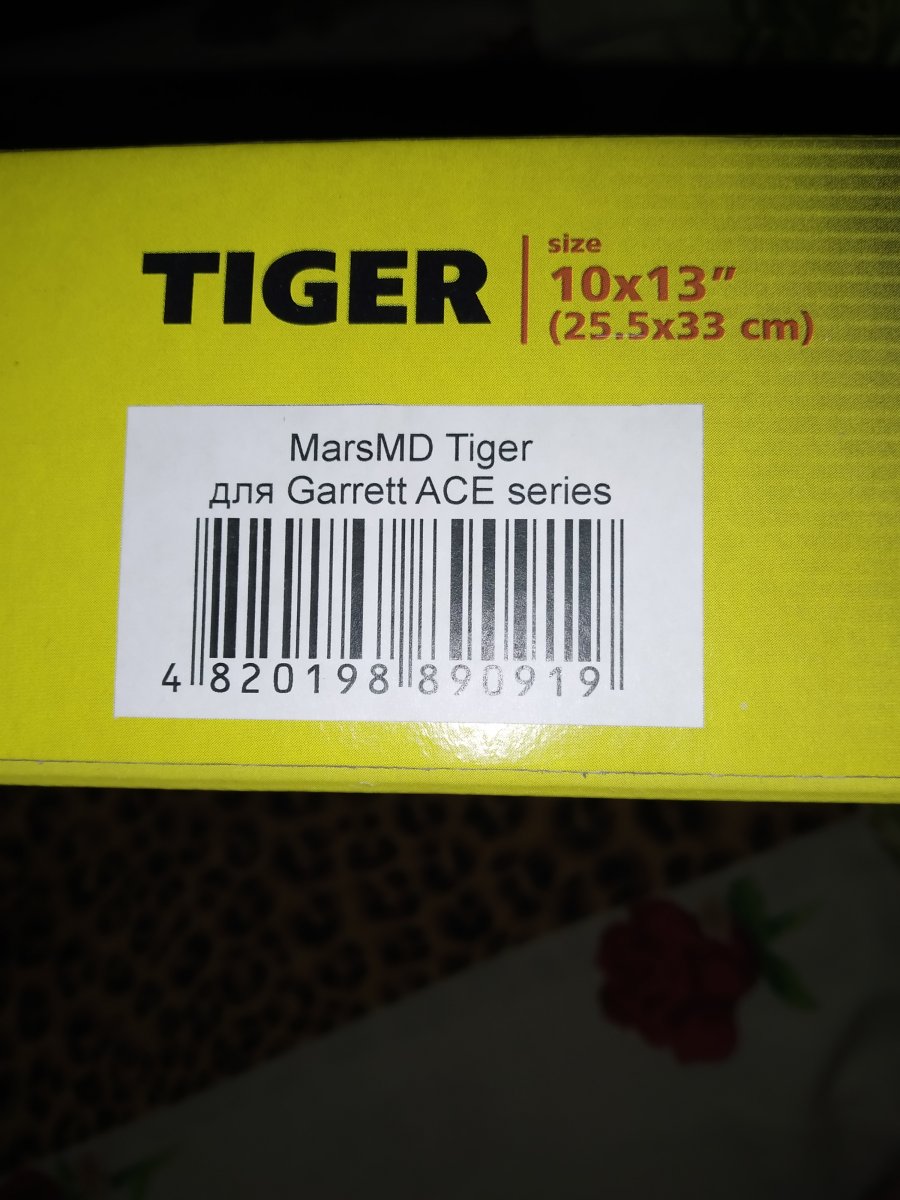 TIGER
size
10x13”
(25.5x33 cm)
MarsMD Tiger
для Garrett ACE series
4 820198 890919